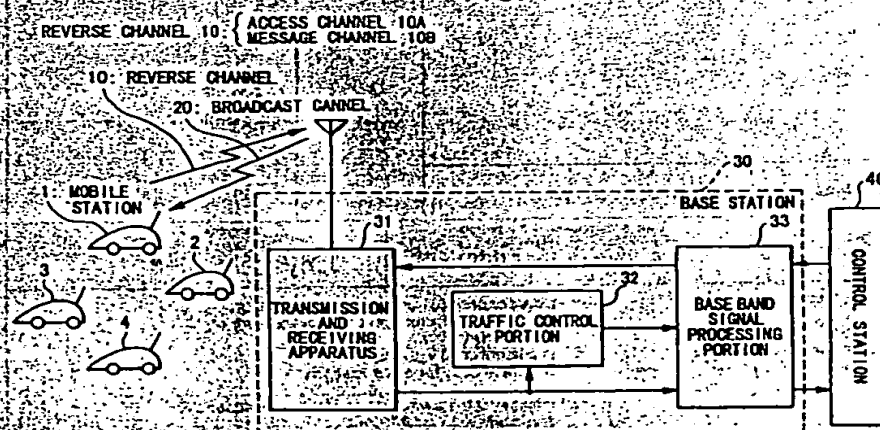 REVERSE CHANNEL 10: { ACCESS CHANNEL 10A
MESSAGE CHANNEL 10B
10: REVERSE CHANNEL
20: BROADCAST CANNEL
30
40
1: MOBILE
STATION
BASE STATION
31
33
2
32
3
4
TRANSMISSION
AND
RECEIVING
APPARATUS
TRAFFIC CONTROL
PORTION
BASE BAND
SIGNAL
PROCESSING
PORTION
CONTROL STATION